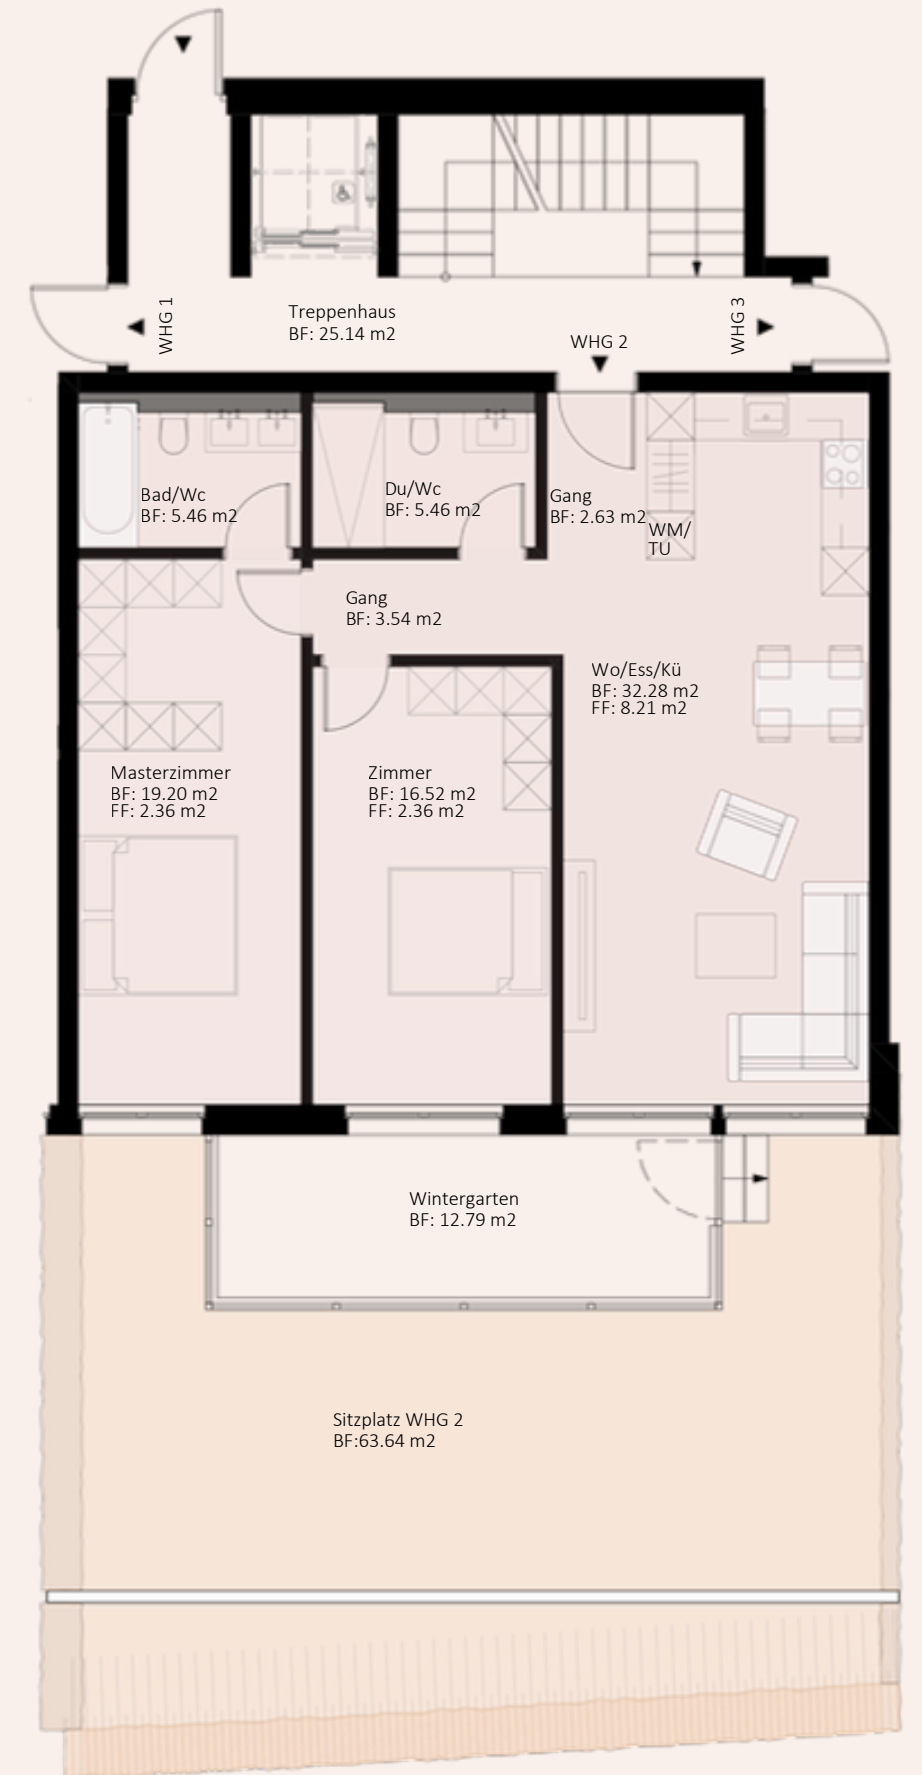 WHG 1
Treppenhaus
BF: 25.14 m2
WHG 2
WHG 3
Bad/Wc
BF: 5.46 m2
Du/Wc
BF: 5.46 m2
Gang
BF: 2.63 m2
WM/
TU
Gang
BF: 3.54 m2
Wo/Ess/Kü
BF: 32.28 m2
FF: 8.21 m2
Masterzimmer
BF: 19.20 m2
FF: 2.36 m2
Zimmer
BF: 16.52 m2
FF: 2.36 m2
Wintergarten
BF: 12.79 m2
Sitzplatz WHG 2
BF:63.64 m2